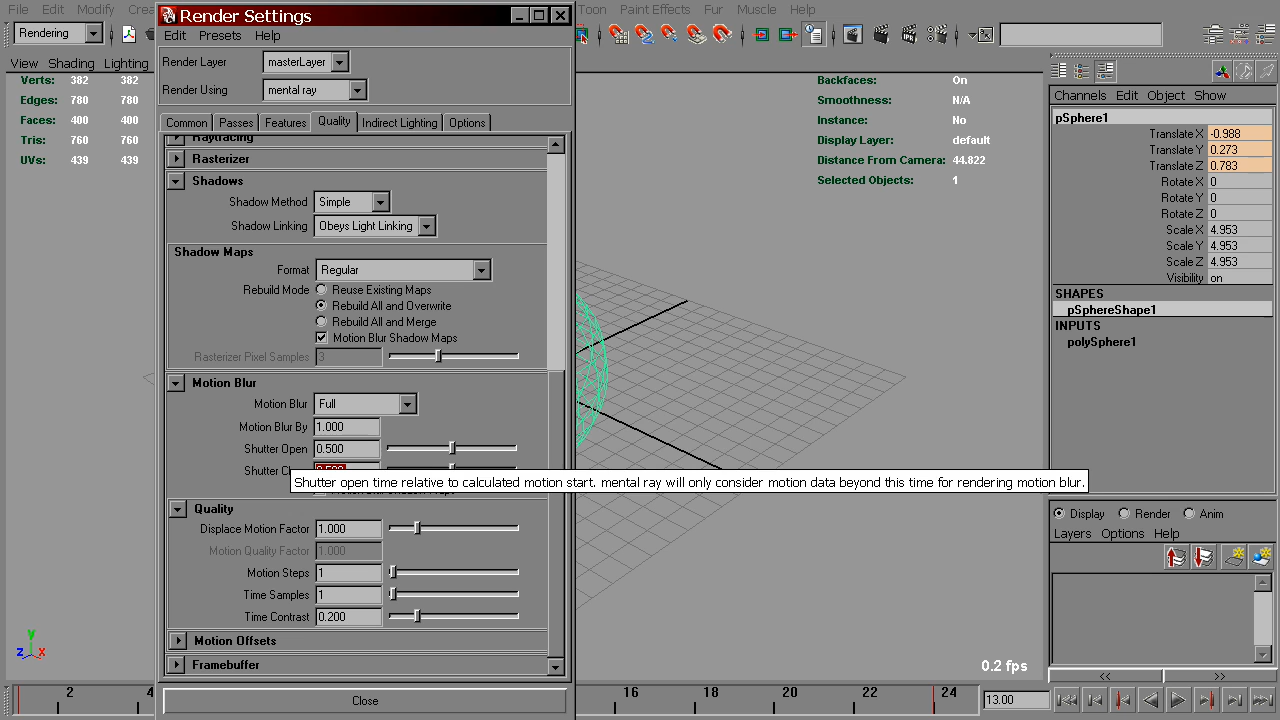 File Edit Modify Crea
Render Settings
Toon Paint Effects Fur Muscle Help
Rendering
Edit Presets Help
View Shading Lighting
Render Layer masterLayer
Render Using mental ray
Common Passes Features Quality Indirect Lighting Options
Verts: 382 382
Edges: 780 780
Faces: 400 400
Tris: 760 760
UVs: 439 439
Raytracing
Rasterizer
Shadows
Shadow Method Simple
Shadow Linking Obeys Light Linking
Shadow Maps
Format Regular
Rebuild Mode Reuse Existing Maps
Rebuild All and Overwrite
Rebuild All and Merge
Motion Blur Shadow Maps
Rasterizer Pixel Samples 3
Motion Blur
Motion Blur Full
Motion Blur By 1.000
Shutter Open 0.500
Shutter Cl 0.500
Shutter open time relative to calculated motion start. mental ray will only consider motion data beyond this time for rendering motion blur.
Quality
Displace Motion Factor 1.000
Motion Quality Factor 1.000
Motion Steps 1
Time Samples 1
Time Contrast 0.200
Motion Offsets
Framebuffer
Close
Backfaces: On
Smoothness: N/A
Instance: No
Display Layer: default
Distance From Camera: 44.822
Selected Objects: 1
y
z x
0.2 fps
Channels Edit Object Show
pSphere1
Translate X -0.988
Translate Y 0.273
Translate Z 0.783
Rotate X 0
Rotate Y 0
Rotate Z 0
Scale X 4.953
Scale Y 4.953
Scale Z 4.953
Visibility on
SHAPES
pSphereShape1
INPUTS
polySphere1
Display Render Anim
Layers Options Help
<< >>
2 4 16 18 20 22 24
13.00